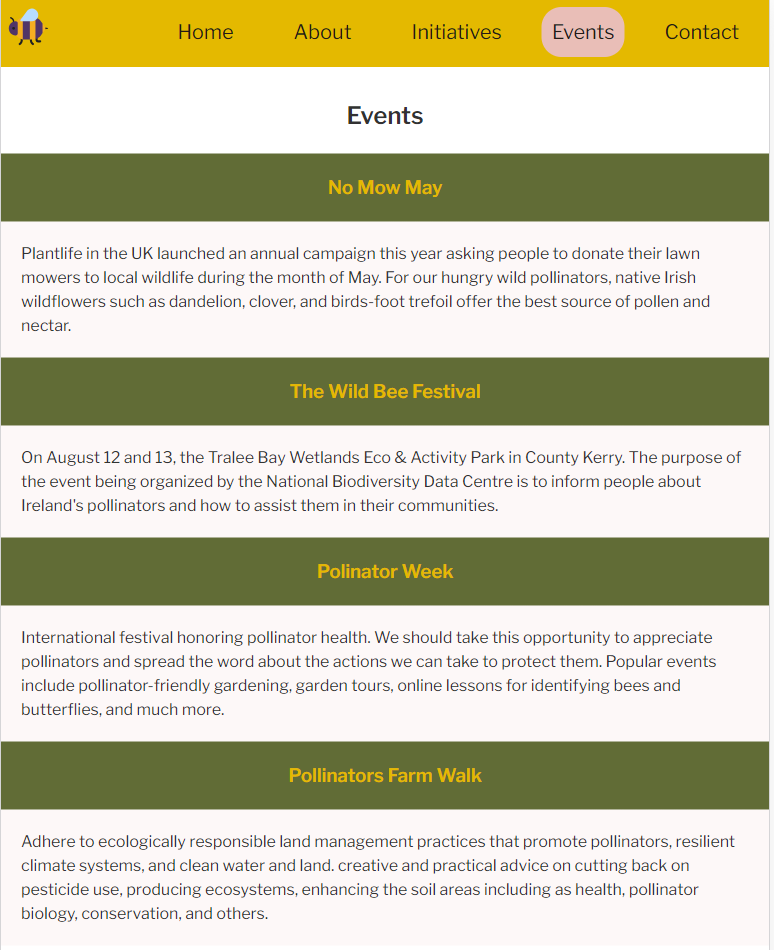 Home About Initiatives Events Contact
Events
No Mow May
Plantlife in the UK launched an annual campaign this year asking people to donate their lawn
mowers to local wildlife during the month of May. For our hungry wild pollinators, native Irish
wildflowers such as dandelion, clover, and birds-foot trefoil offer the best source of pollen and
nectar.
The Wild Bee Festival
On August 12 and 13, the Tralee Bay Wetlands Eco & Activity Park in County Kerry. The purpose of
the event being organized by the National Biodiversity Data Centre is to inform people about
Ireland's pollinators and how to assist them in their communities.
Polinator Week
International festival honoring pollinator health. We should take this opportunity to appreciate
pollinators and spread the word about the actions we can take to protect them. Popular events
include pollinator-friendly gardening, garden tours, online lessons for identifying bees and
butterflies, and much more.
Pollinators Farm Walk
Adhere to ecologically responsible land management practices that promote pollinators, resilient
climate systems, and clean water and land. creative and practical advice on cutting back on
pesticide use, producing ecosystems, enhancing the soil areas including as health, pollinator
biology, conservation, and others.